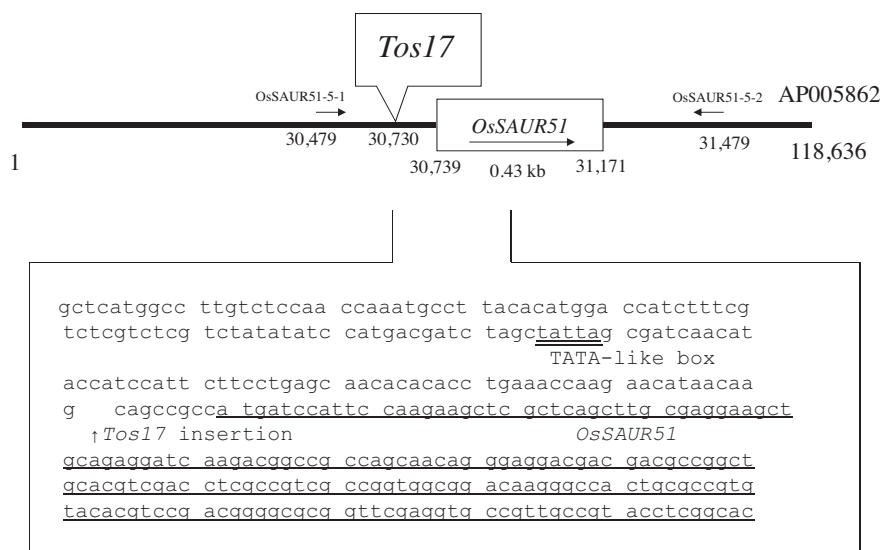 Tos17
OsSAUR51-5-1
OsSAUR51-5-2
AP005862
OsSAUR51
30,479
30,730
31,479
1
30,739
0.43 kb
31,171
118,636
gctcatggcc ttgtctccaa ccaaatgcct tacacatgga ccatctttcg
tctcgtctcg tctatatatc catgacgatc tagctattag cgatcaacat
TATA-like box
accatccatt cttcctgagc aacacacacc tgaaaccaag aacataacaa
g cagccgcca tgatccattc caagaagctc gctcagcttg cgaggaagct
↑Tos17 insertion OsSAUR51
gcagaggatc aagacggccg ccagcaacag ggaggacgac gacgccggct
gcacgtcgac ctcgccgtcg ccggtggcgg acaagggcca ctgcgccgtg
tacacgtccg acggggcgcg gttcgaggtg ccgttgccgt acctcggcac